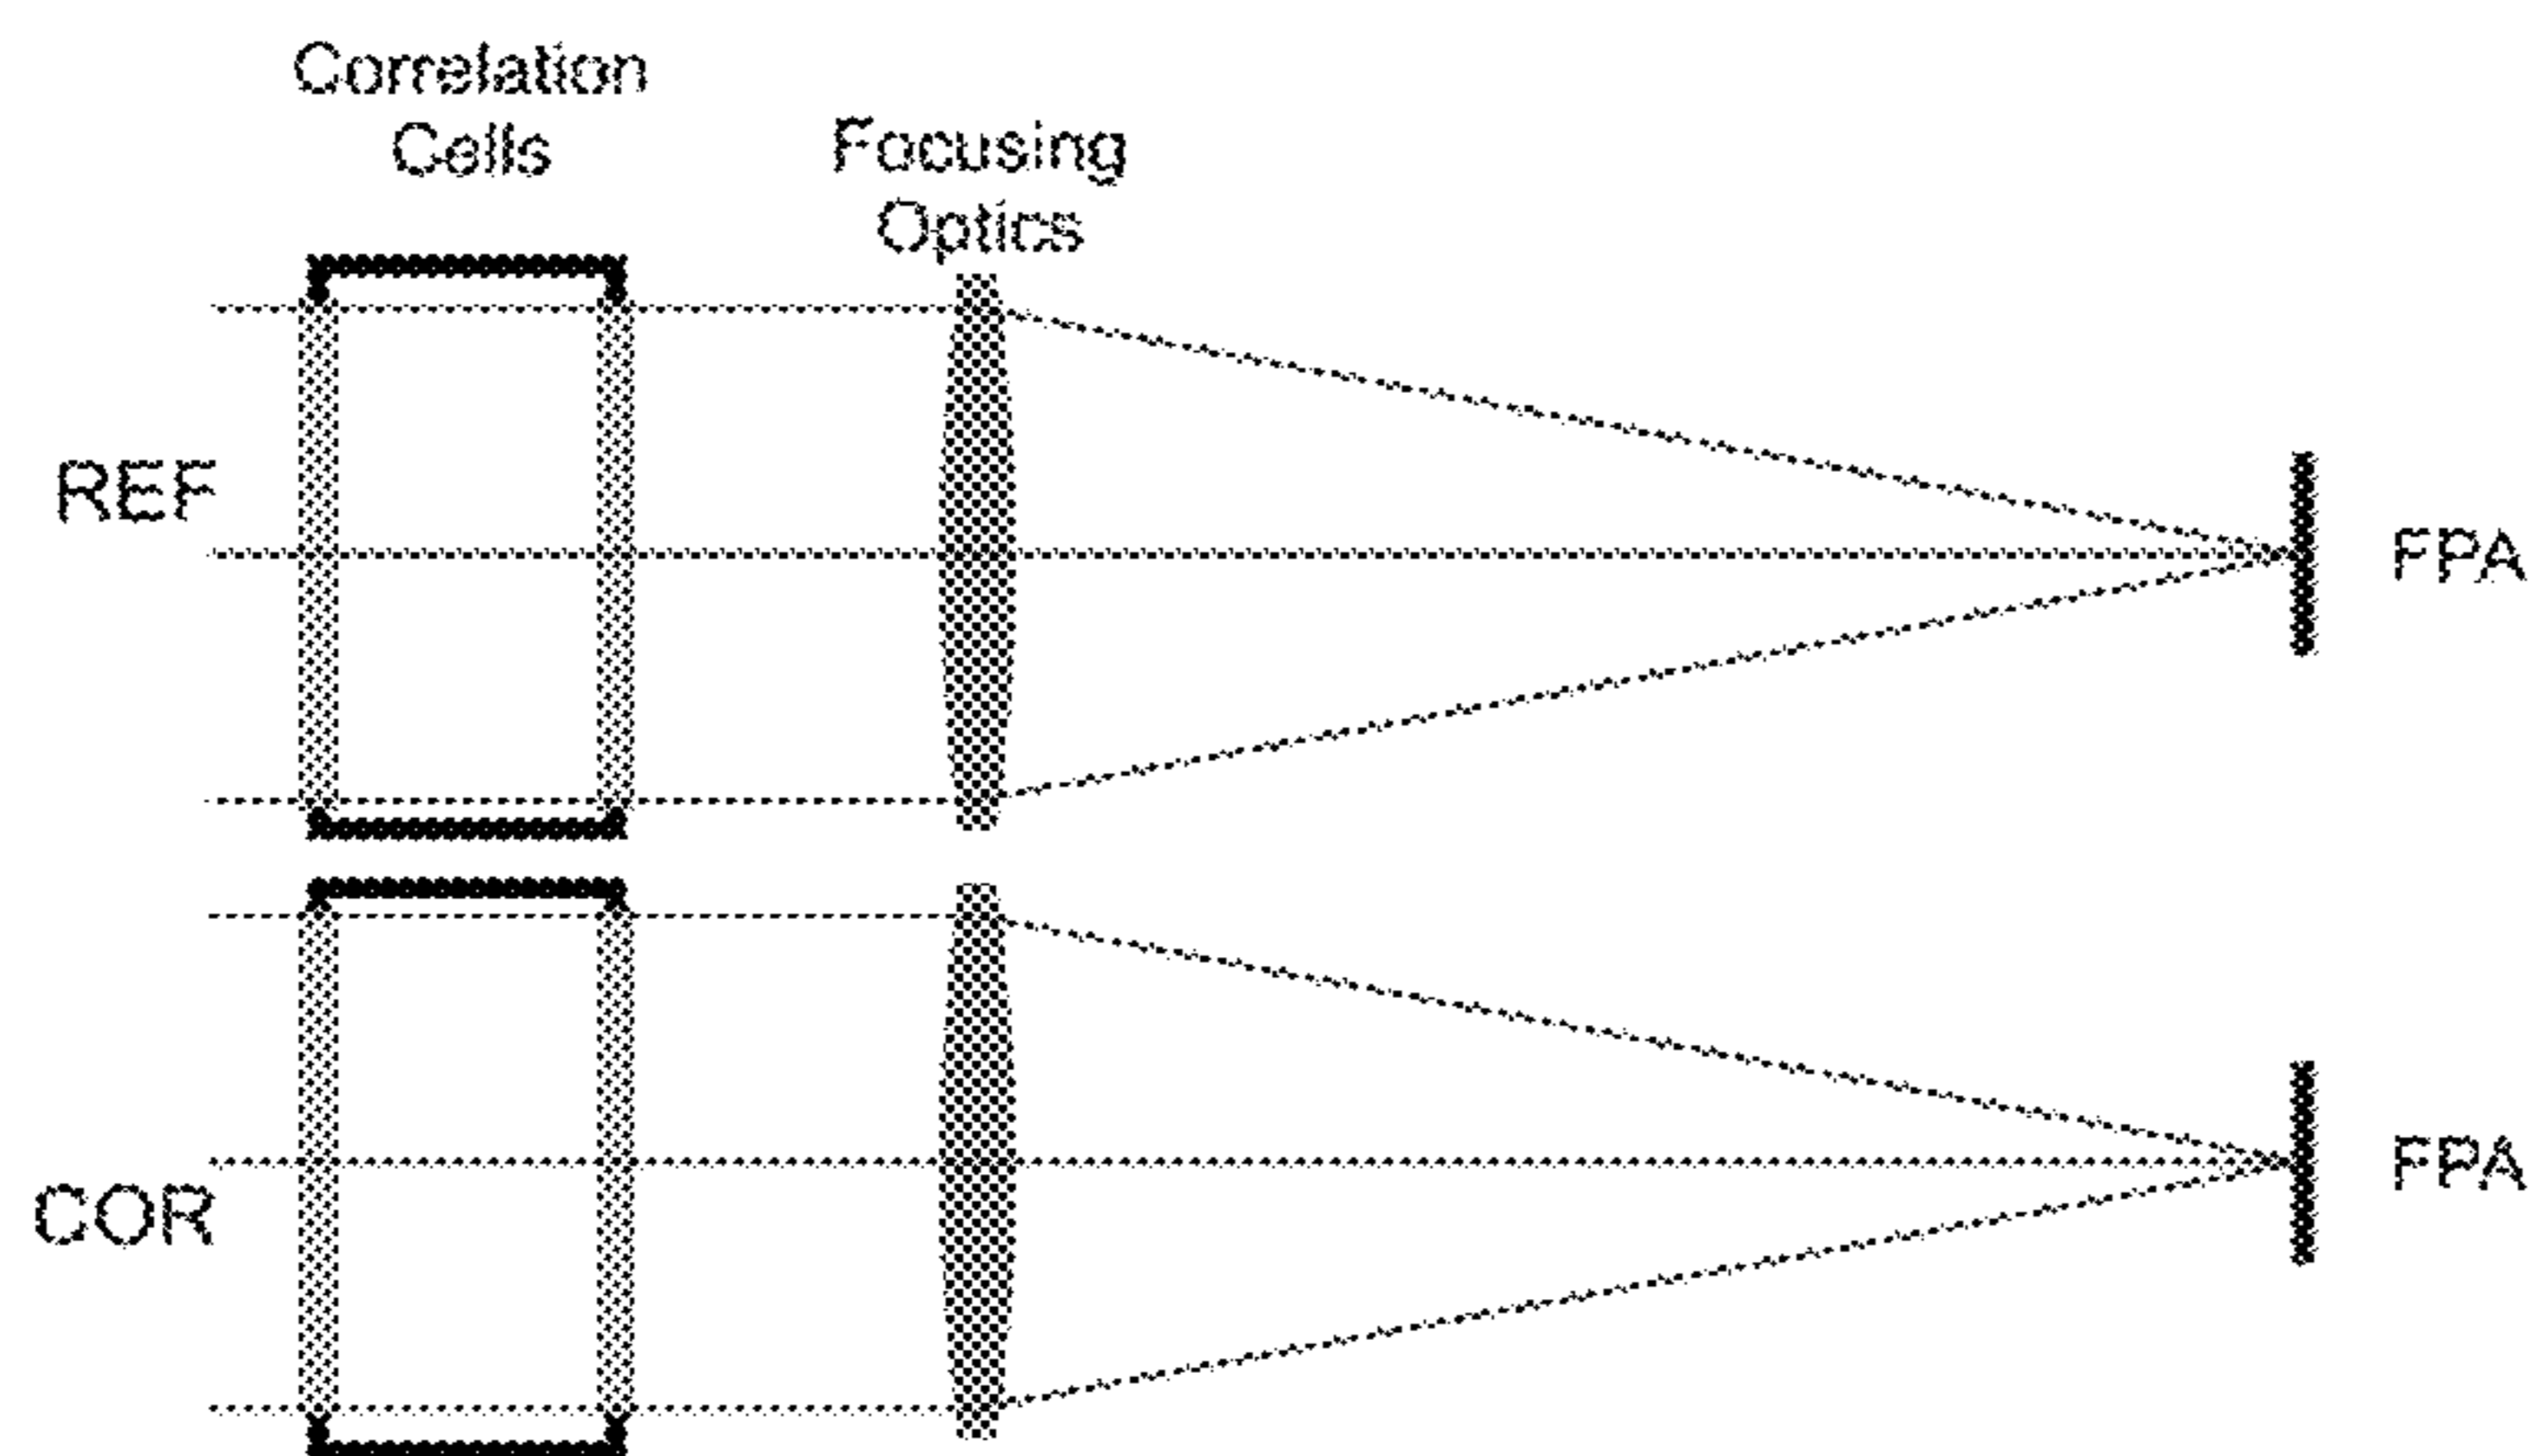 Correlation
Cells
Focusing
Optics
REF
FPA
COR
FPA